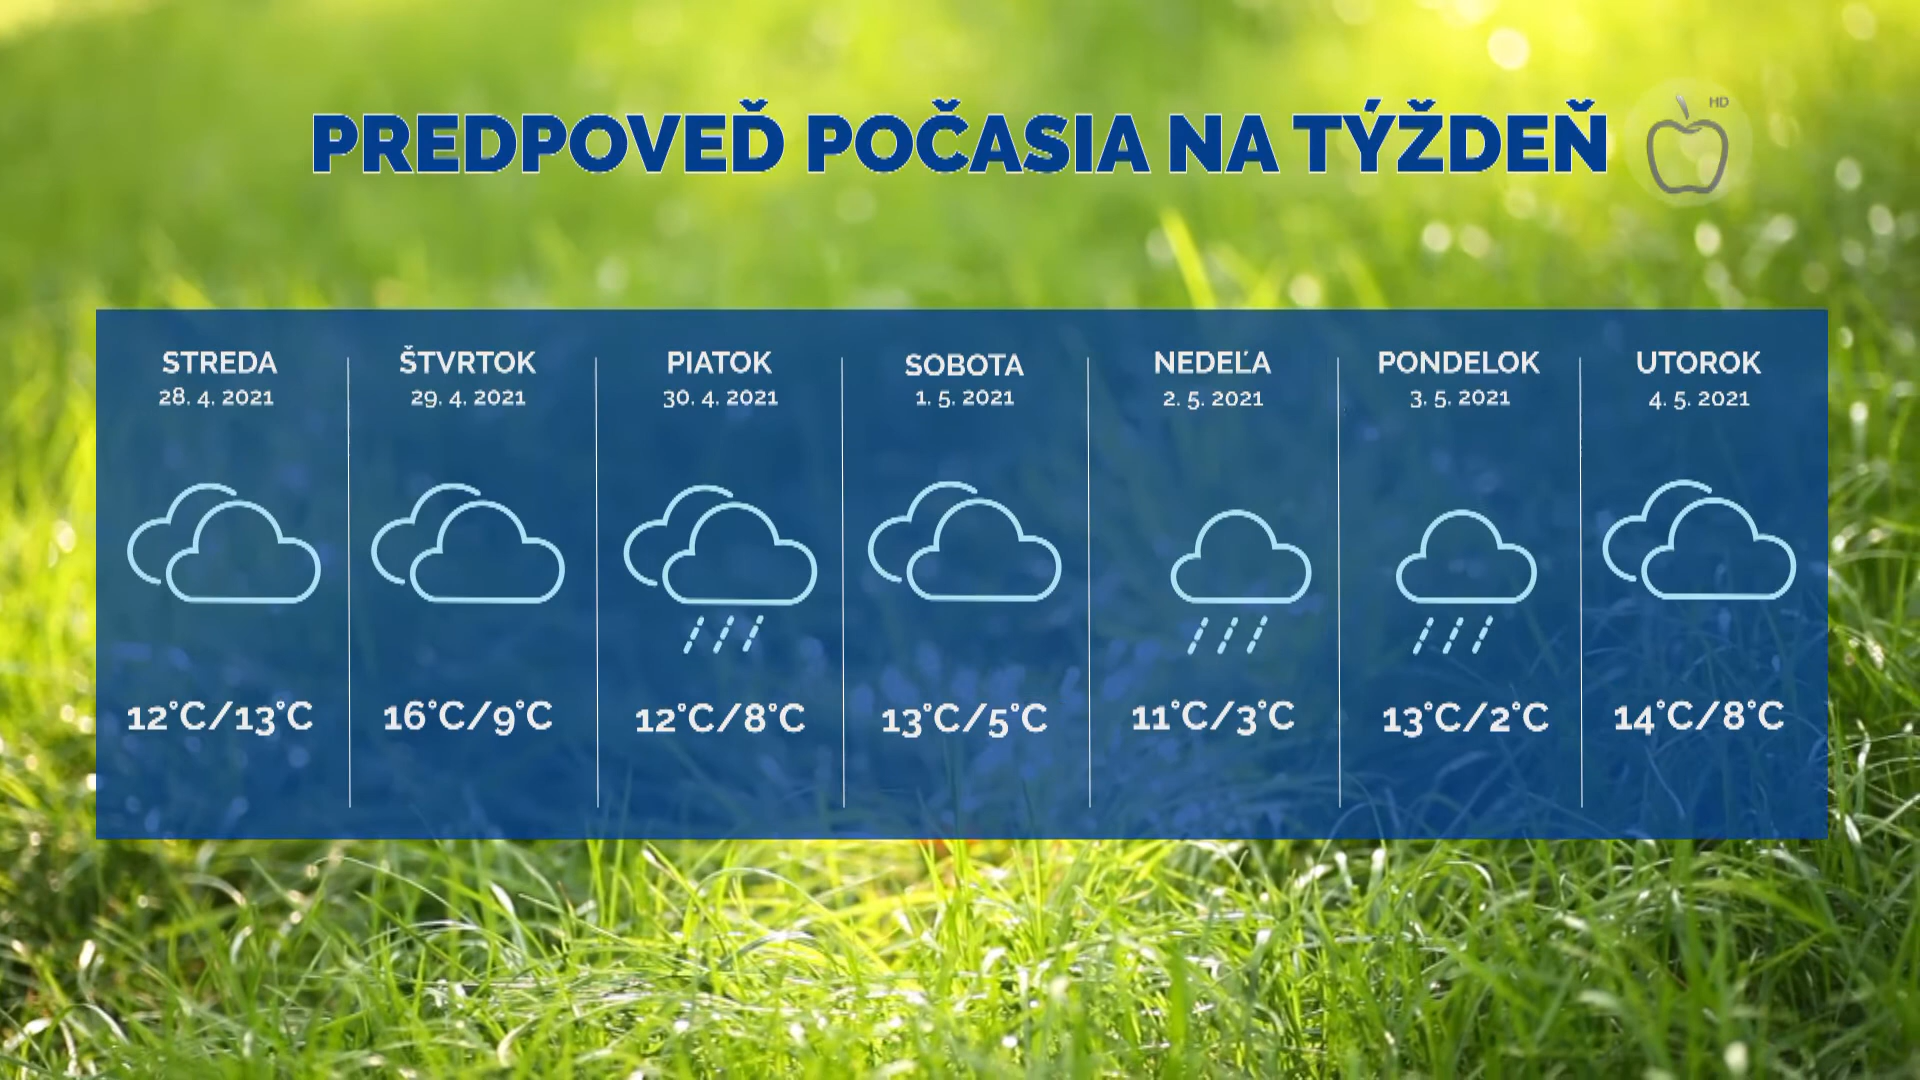 PREDPOVEĎ POČASIA NA TÝŽDEŇ
HD
STREDA
28. 4. 2021
12°C/13°C
ŠTVRTOK
29. 4. 2021
16°C/9°C
PIATOK
30. 4. 2021
12°C/8°C
SOBOTA
1. 5. 2021
13°C/5°C
NEDEĽA
2. 5. 2021
11°C/3°C
PONDELOK
3. 5. 2021
13°C/2°C
UTOROK
4. 5. 2021
14°C/8°C